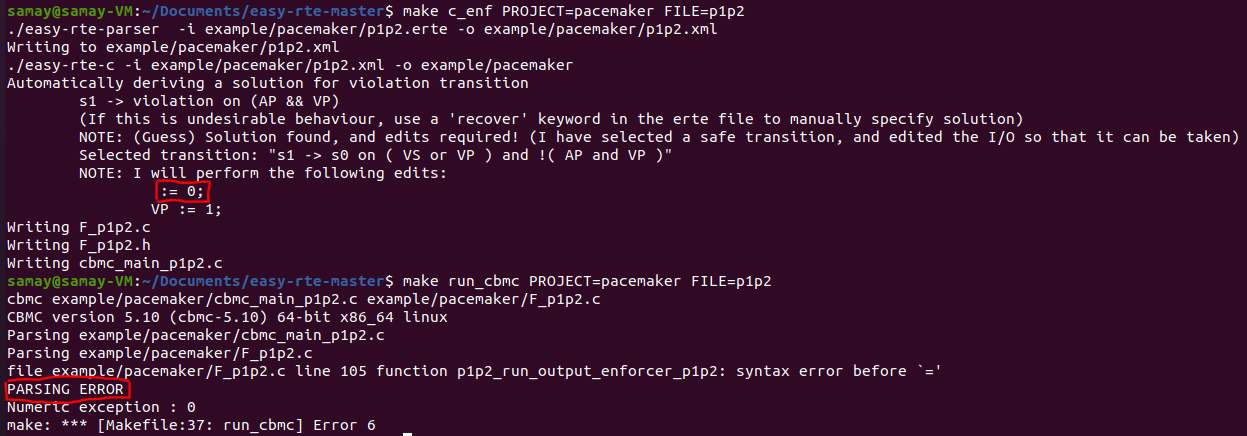 samay@samay-VM:~/Documents/easy-rte-master$ make c_enf PROJECT=pacemaker FILE=p1p2
./easy-rte-parser  -i example/pacemaker/p1p2.erte -o example/pacemaker/p1p2.xml
Writing to example/pacemaker/p1p2.xml
./easy-rte-c -i example/pacemaker/p1p2.xml -o example/pacemaker
Automatically deriving a solution for violation transition
        s1 -> violation on (AP && VP)
        (If this is undesirable behaviour, use a 'recover' keyword in the erte file to manually specify solution)
        NOTE: (Guess) Solution found, and edits required! (I have selected a safe transition, and edited the I/O so that it can be taken)
        Selected transition: "s1 -> s0 on ( VS or VP ) and !( AP and VP )"
        NOTE: I will perform the following edits:
                 := 0;
                VP := 1;
Writing F_p1p2.c
Writing F_p1p2.h
Writing cbmc_main_p1p2.c
samay@samay-VM:~/Documents/easy-rte-master$ make run_cbmc PROJECT=pacemaker FILE=p1p2
cbmc example/pacemaker/cbmc_main_p1p2.c example/pacemaker/F_p1p2.c
CBMC version 5.10 (cbmc-5.10) 64-bit x86_64 linux
Parsing example/pacemaker/cbmc_main_p1p2.c
Parsing example/pacemaker/F_p1p2.c
file example/pacemaker/F_p1p2.c line 105 function p1p2_run_output_enforcer_p1p2: syntax error before `='
PARSING ERROR
Numeric exception : 0
make: *** [Makefile:37: run_cbmc] Error 6